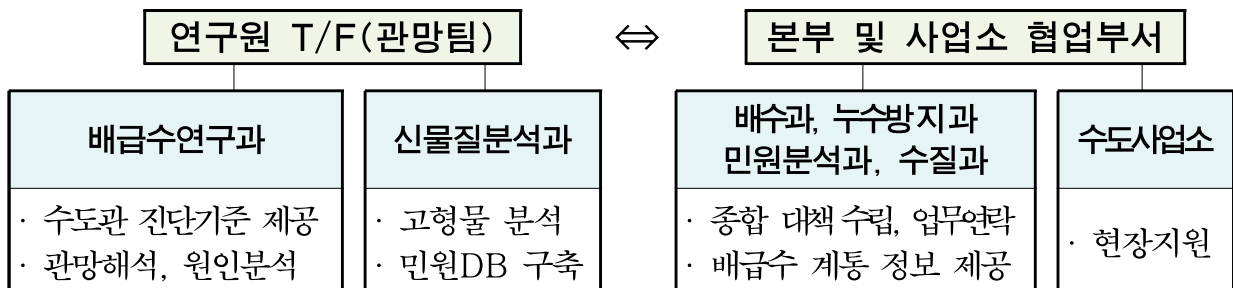 연구원 T/F(관망팀) ⇔ 본부 및 사업소 협업부서
배급수연구과
· 수도관 진단기준 제공
· 관망해석, 원인분석
신물질분석과
· 고형물 분석
· 민원DB 구축
배수과, 누수방지과
민원분석과, 수질과
· 종합 대책 수립, 업무연락
· 배급수 계통 정보 제공
수도사업소
· 현장지원